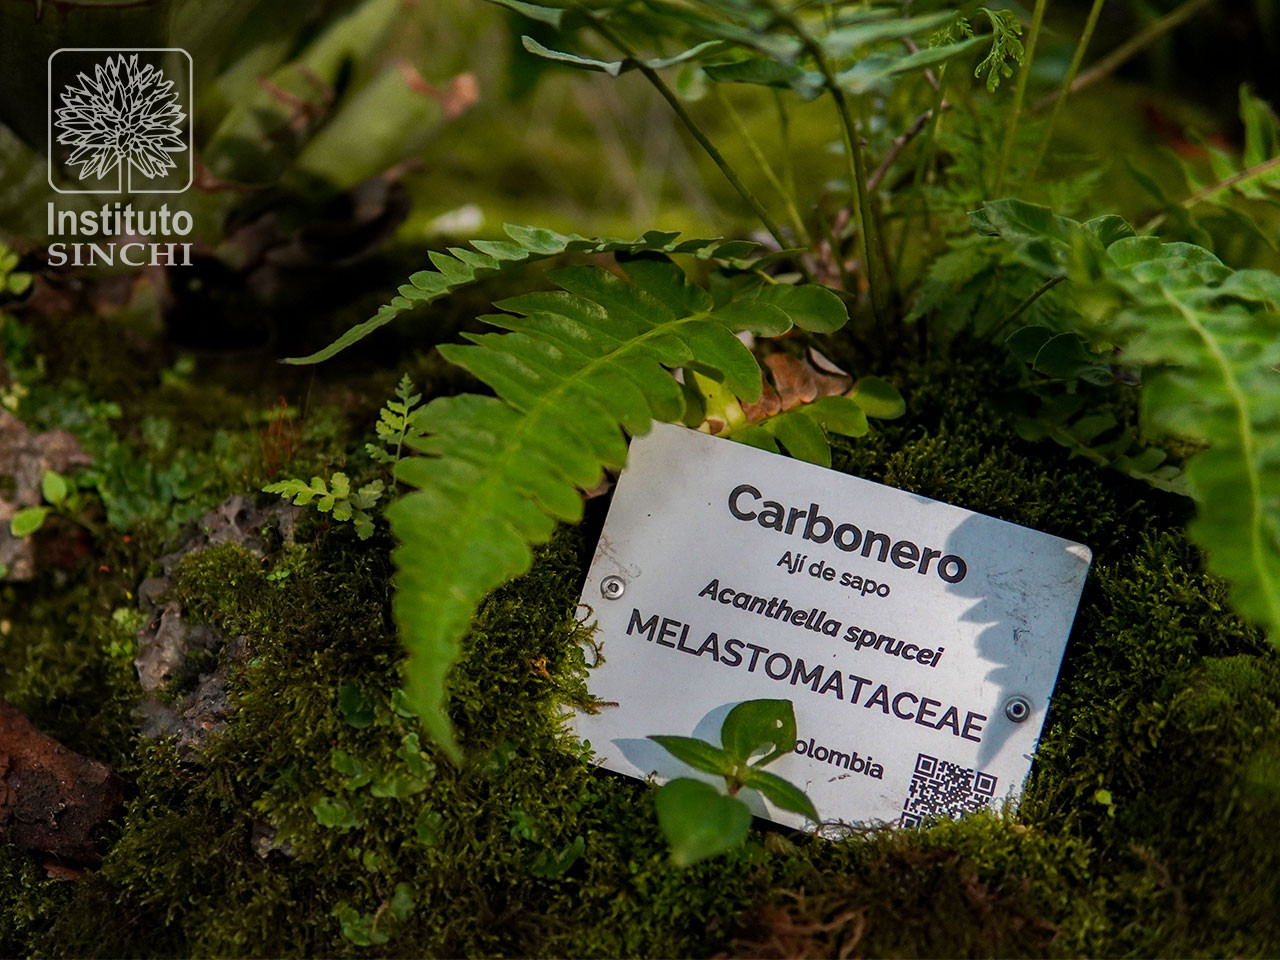 Instituto
SINCHI
Carbonero
Ají de sapo
Acanthella sprucei
MELASTOMATACEAE
olombia